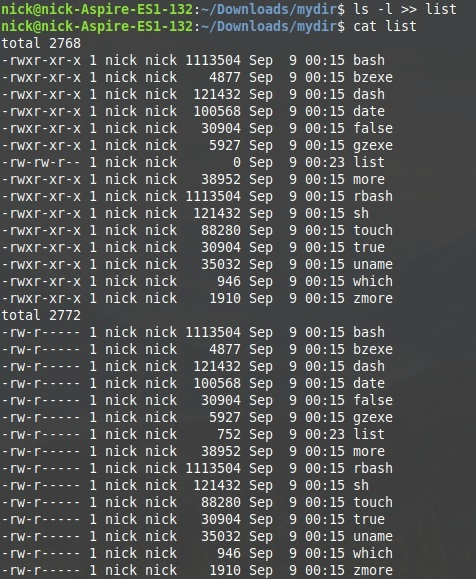 nick@nick-Aspire-ES1-132:~/Downloads/mydir$ ls -l >> list
nick@nick-Aspire-ES1-132:~/Downloads/mydir$ cat list
total 2768
-rwxr-xr-x 1 nick nick 1113504 Sep  9 00:15 bash
-rwxr-xr-x 1 nick nick    4877 Sep  9 00:15 bzexe
-rwxr-xr-x 1 nick nick  121432 Sep  9 00:15 dash
-rwxr-xr-x 1 nick nick  100568 Sep  9 00:15 date
-rwxr-xr-x 1 nick nick   30904 Sep  9 00:15 false
-rwxr-xr-x 1 nick nick    5927 Sep  9 00:15 gzexe
-rw-rw-r-- 1 nick nick       0 Sep  9 00:23 list
-rwxr-xr-x 1 nick nick   38952 Sep  9 00:15 more
-rwxr-xr-x 1 nick nick 1113504 Sep  9 00:15 rbash
-rwxr-xr-x 1 nick nick  121432 Sep  9 00:15 sh
-rwxr-xr-x 1 nick nick   88280 Sep  9 00:15 touch
-rwxr-xr-x 1 nick nick   30904 Sep  9 00:15 true
-rwxr-xr-x 1 nick nick   35032 Sep  9 00:15 uname
-rwxr-xr-x 1 nick nick     946 Sep  9 00:15 which
-rwxr-xr-x 1 nick nick    1910 Sep  9 00:15 zmore
total 2772
-rw-r----- 1 nick nick 1113504 Sep  9 00:15 bash
-rw-r----- 1 nick nick    4877 Sep  9 00:15 bzexe
-rw-r----- 1 nick nick  121432 Sep  9 00:15 dash
-rw-r----- 1 nick nick  100568 Sep  9 00:15 date
-rw-r----- 1 nick nick   30904 Sep  9 00:15 false
-rw-r----- 1 nick nick    5927 Sep  9 00:15 gzexe
-rw-r----- 1 nick nick     752 Sep  9 00:23 list
-rw-r----- 1 nick nick   38952 Sep  9 00:15 more
-rw-r----- 1 nick nick 1113504 Sep  9 00:15 rbash
-rw-r----- 1 nick nick  121432 Sep  9 00:15 sh
-rw-r----- 1 nick nick   88280 Sep  9 00:15 touch
-rw-r----- 1 nick nick   30904 Sep  9 00:15 true
-rw-r----- 1 nick nick   35032 Sep  9 00:15 uname
-rw-r----- 1 nick nick     946 Sep  9 00:15 which
-rw-r----- 1 nick nick    1910 Sep  9 00:15 zmore